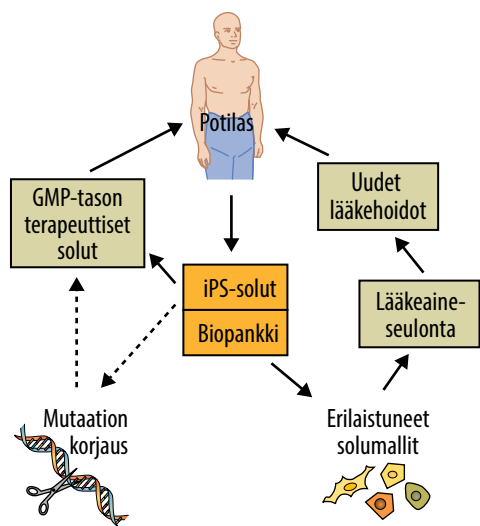 Potilas
GMP-tason
terapeuttiset
solut
Uudet
lääkehoidot
iPS-solut
Biopankki
Lääkeaine-
seulonta
Mutaation
korjaus
Erilaistuneet
solumallit